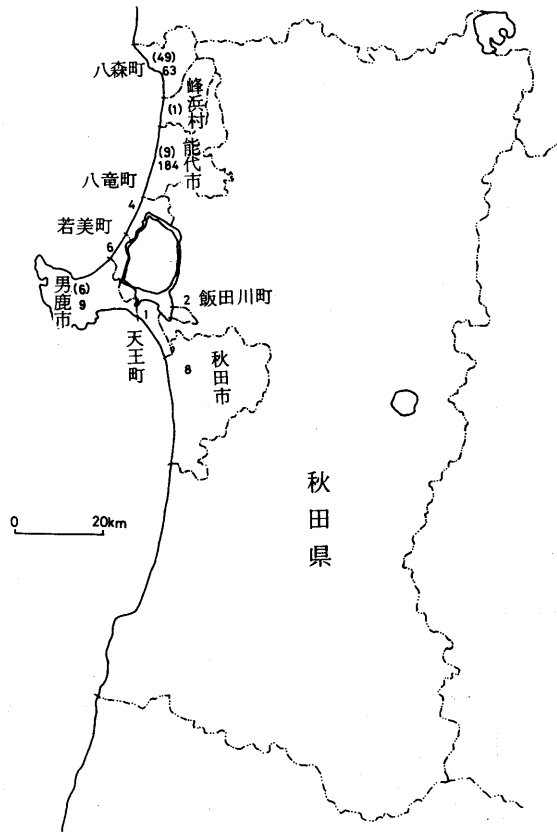 八森町
(49)
63
峰浜村
(1)
能代市
(9)
184
八竜町
4
若美町
6
男鹿市
(6)
9
2
飯田川町
1
天王町
8
秋田市
0 20km
秋田県